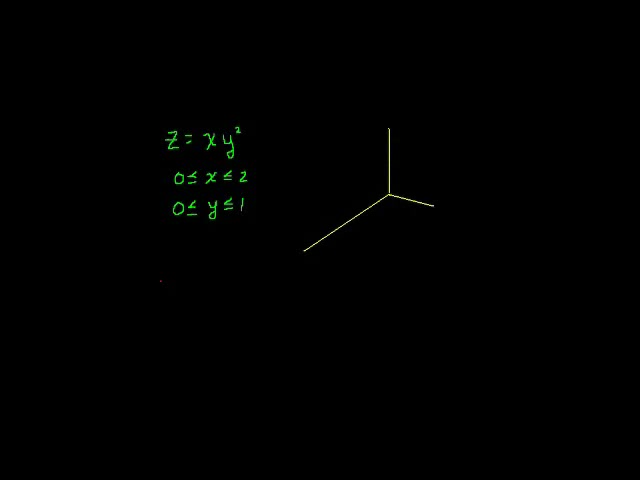 z = xy²
0 ≤ x ≤ 2
0 ≤ y ≤ 1